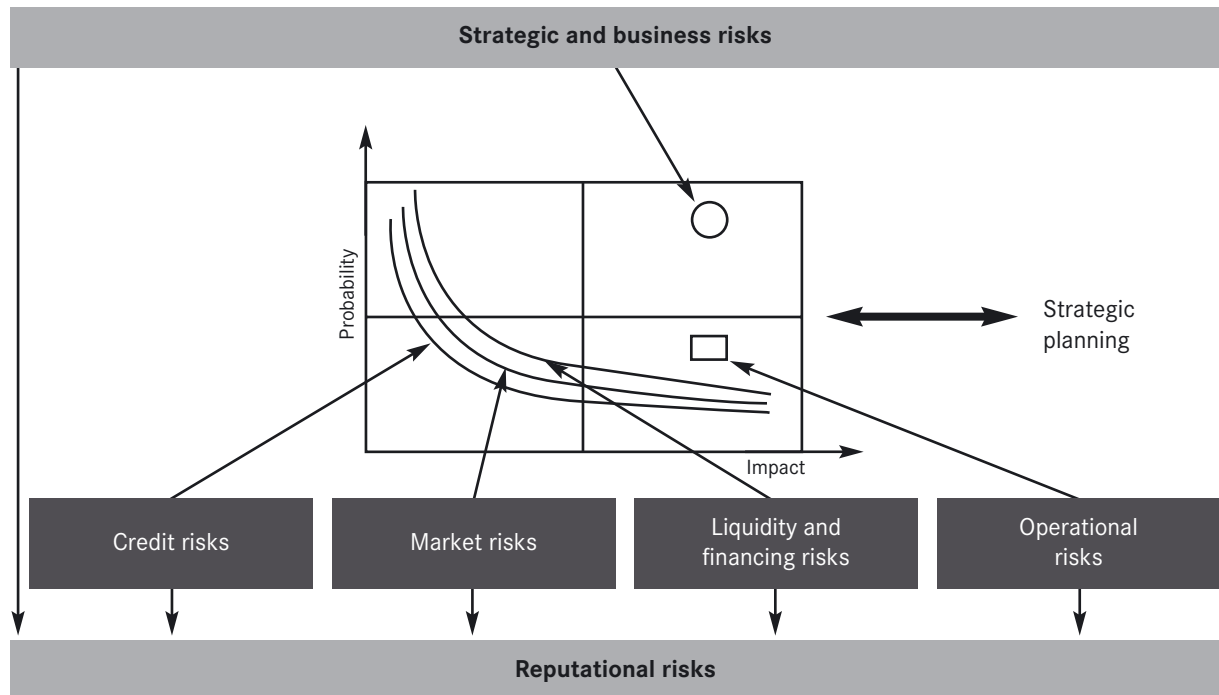 Strategic and business risks
Probability
Strategic
planning
Impact
Credit risks
Market risks
Liquidity and
financing risks
Operational
risks
Reputational risks